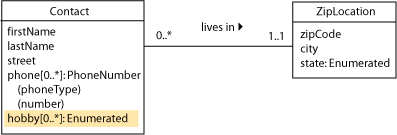 Contact
firstName
lastName
street
phone[0..*]: PhoneNumber
(phoneType)
(number)
hobby[0..*]: Enumerated
0..*
lives in
1..1
ZipLocation
zipCode
city
state: Enumerated